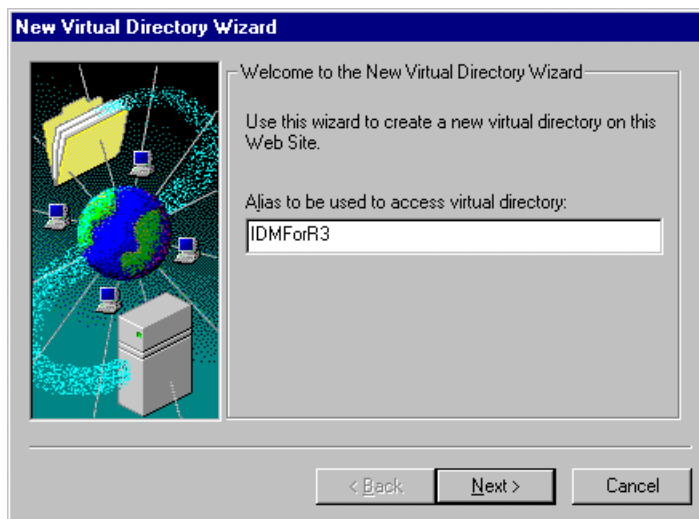 New Virtual Directory Wizard
Welcome to the New Virtual Directory Wizard
Use this wizard to create a new virtual directory on this
Web Site.
Alias to be used to access virtual directory:
IDMForR3
< Back
Next >
Cancel